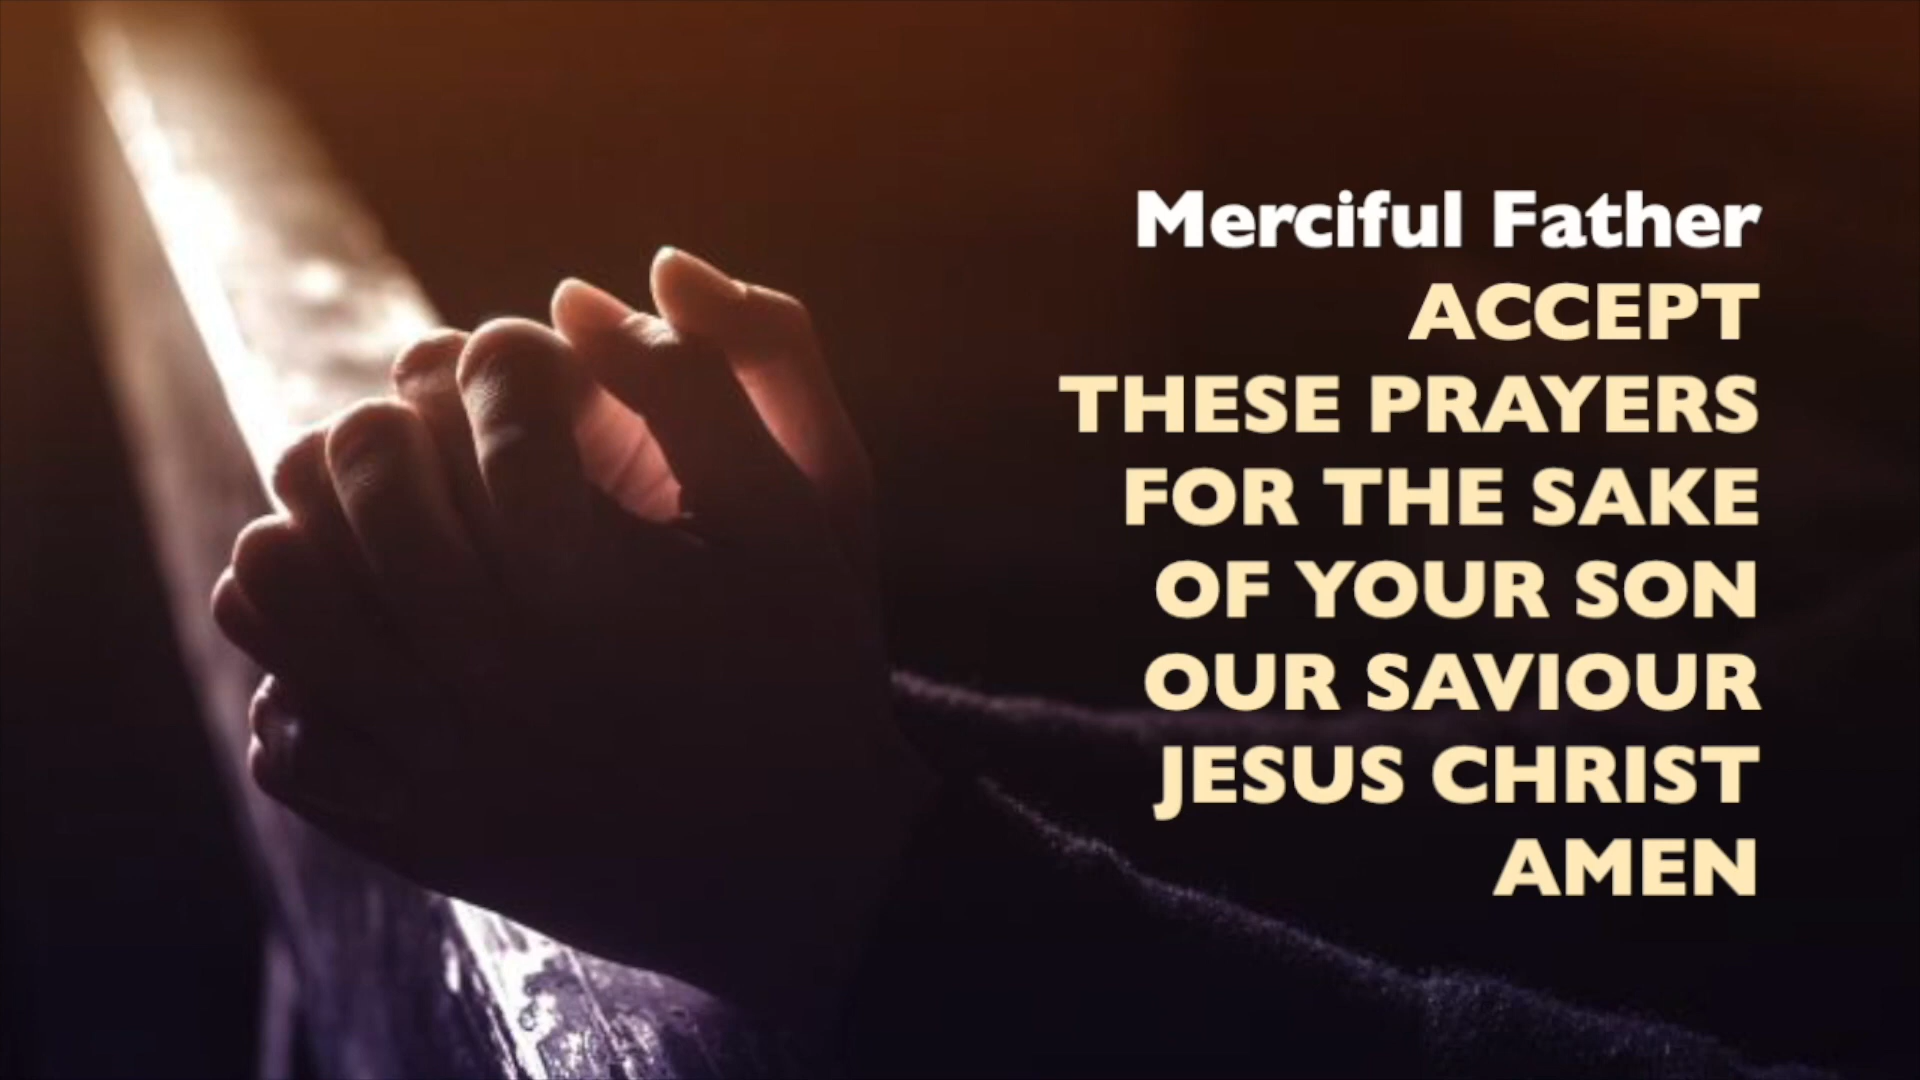 Merciful Father
ACCEPT
THESE PRAYERS
FOR THE SAKE
OF YOUR SON
OUR SAVIOUR
JESUS CHRIST
AMEN